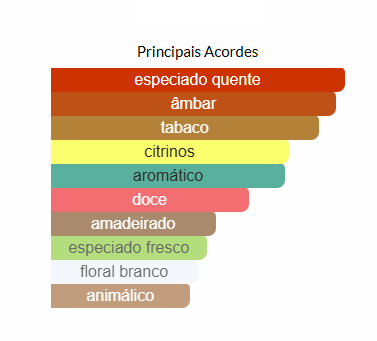 Principais Acordes
especiado quente
âmbar
tabaco
citrinos
aromático
doce
amadeirado
especiado fresco
floral branco
animálico